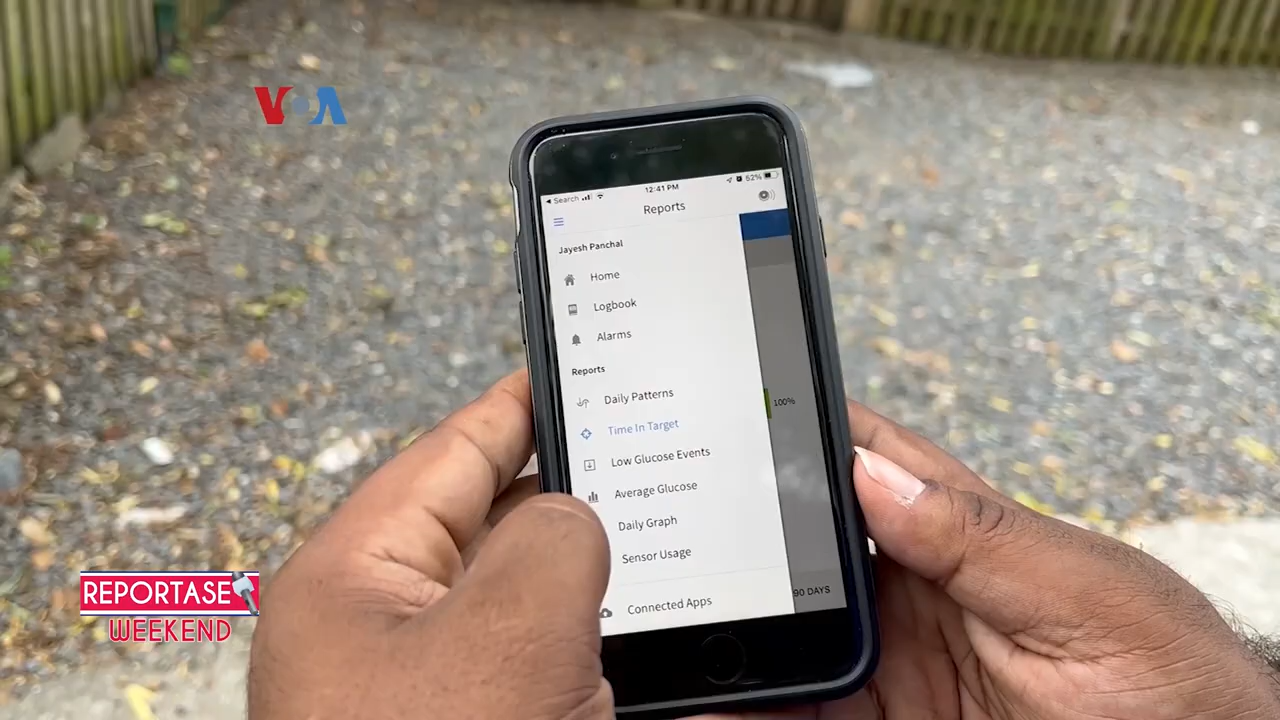 VOA
Search
12:41 PM
52%
Reports
Jayesh Panchal
Home
Logbook
Alarms
Reports
Daily Patterns
100%
Time In Target
Low Glucose Events
Average Glucose
Daily Graph
Sensor Usage
90 DAYS
Connected Apps
REPORTASE
WEEKEND